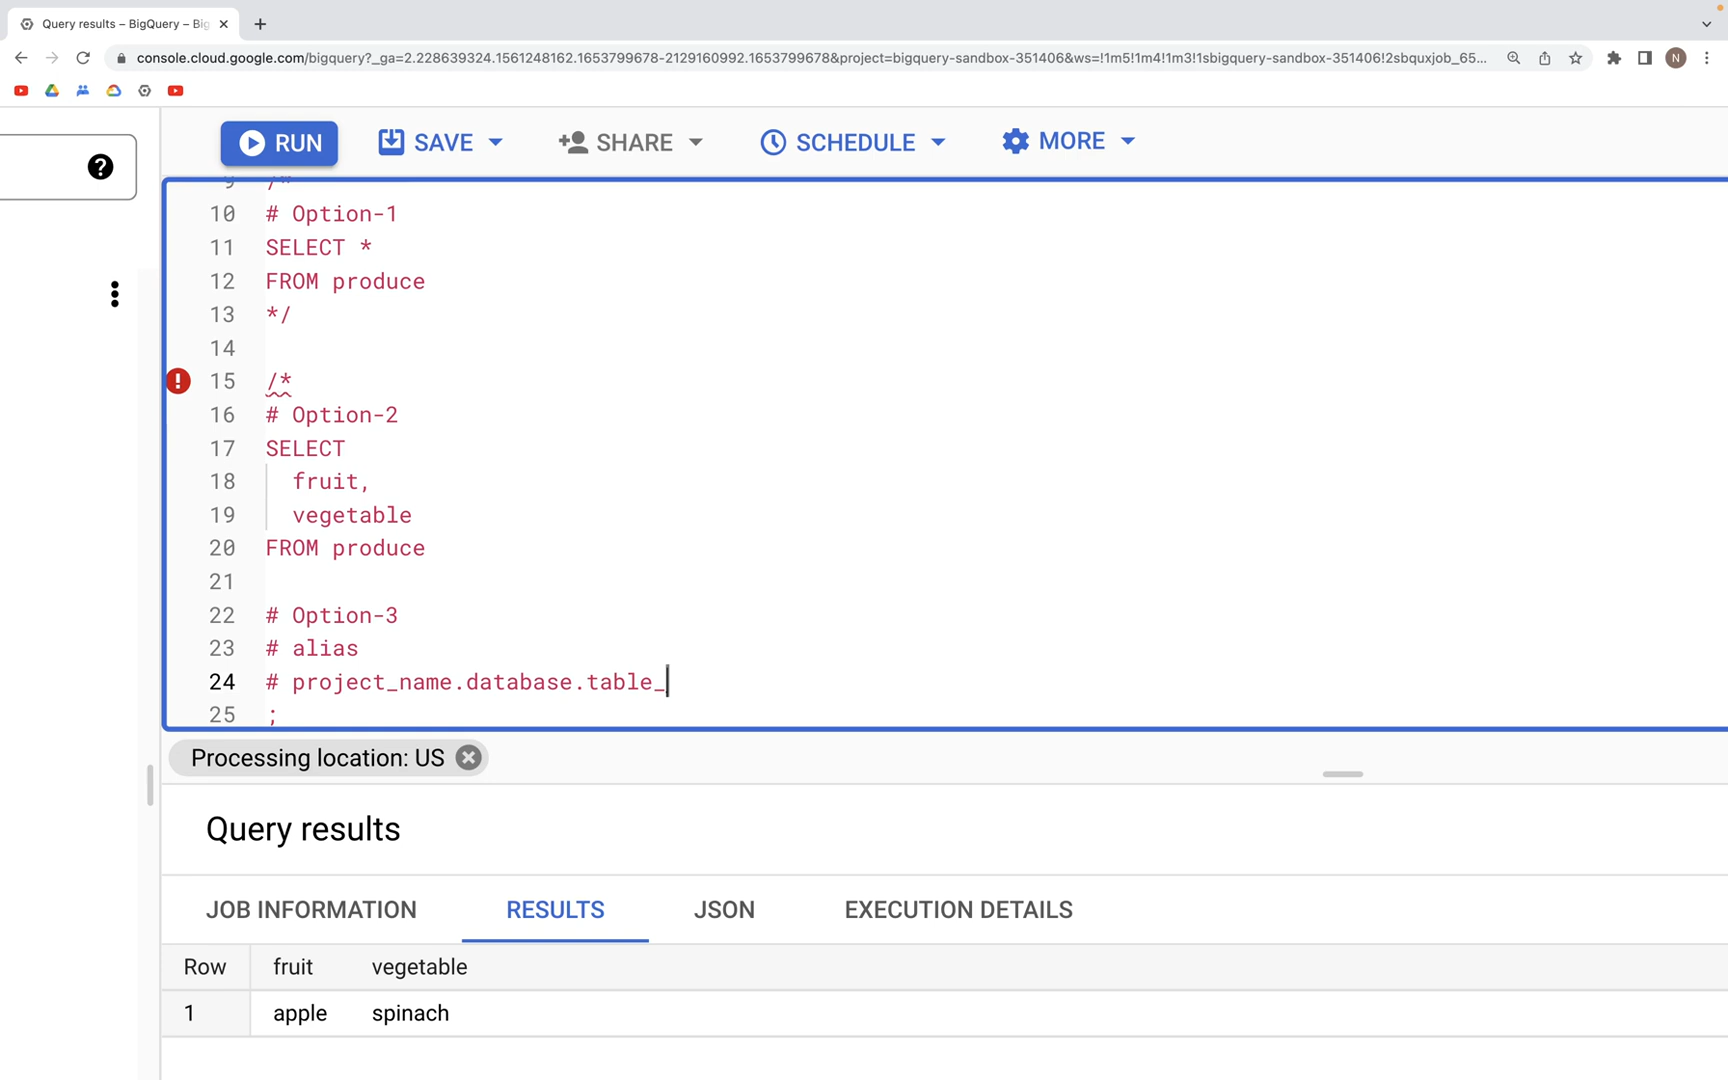 Query results – BigQuery – Big
console.cloud.google.com/bigquery?_ga=2.228639324.1561248162.1653799678-2129160992.1653799678&project=bigquery-sandbox-351406&ws=!1m5!1m4!1m3!1sbigquery-sandbox-351406!2sbquxjob_65...
N
RUN SAVE SHARE SCHEDULE MORE
9 /*
10 # Option-1
11 SELECT *
12 FROM produce
13 */
14
15 /*
16 # Option-2
17 SELECT
18 fruit,
19 vegetable
20 FROM produce
21
22 # Option-3
23 # alias
24 # project_name.database.table_
25 ;
Processing location: US
Query results
JOB INFORMATION RESULTS JSON EXECUTION DETAILS
Row fruit vegetable
1 apple spinach